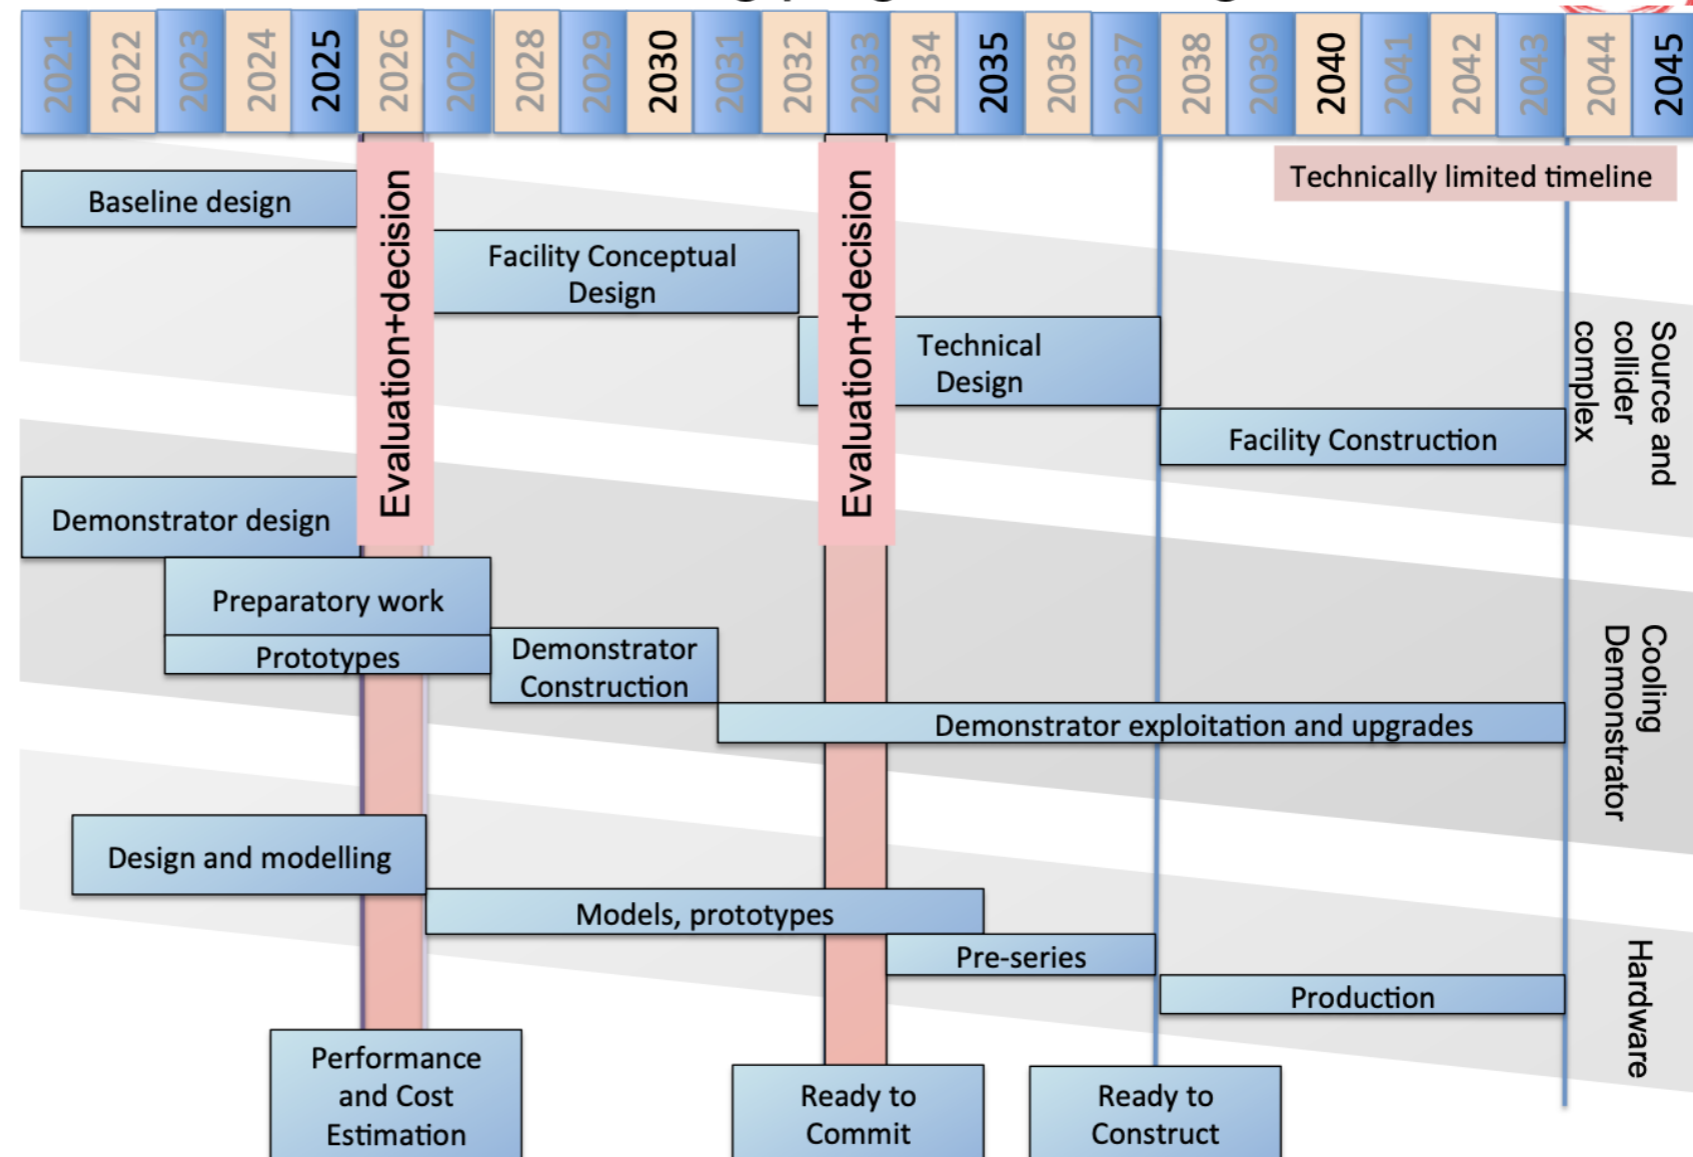 2021
2022
2023
2024
2025
2026
2027
2028
2029
2030
2031
2032
2033
2034
2035
2036
2037
2038
2039
2040
2041
2042
2043
2044
2045
Technically limited timeline
Baseline design
Evaluation+decision
Facility Conceptual
Design
Evaluation+decision
Technical
Design
Facility Construction
Source and
collider
complex
Demonstrator design
Preparatory work
Prototypes
Demonstrator
Construction
Demonstrator exploitation and upgrades
Cooling
Demonstrator
Design and modelling
Models, prototypes
Pre-series
Production
Hardware
Performance
and Cost
Estimation
Ready to
Commit
Ready to
Construct